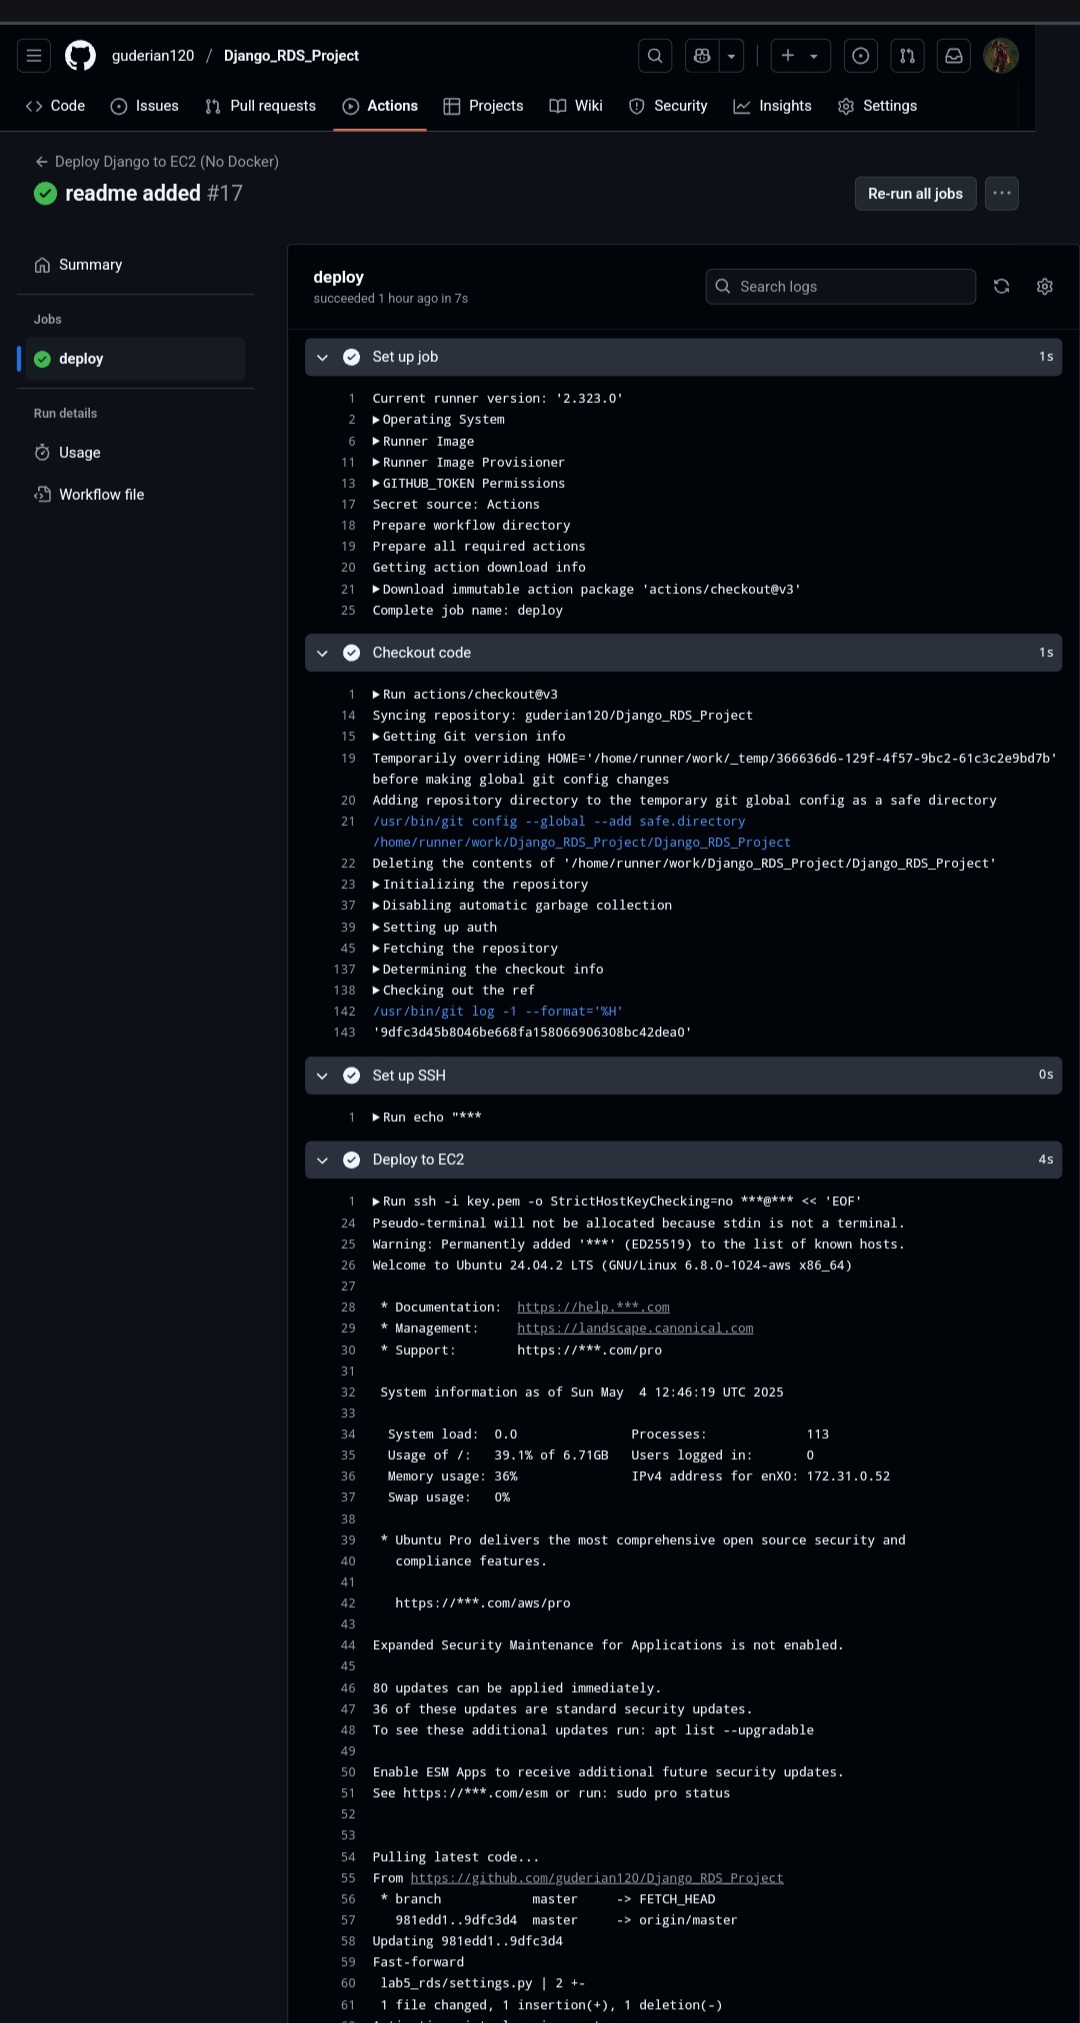 guderian120 / Django_RDS_Project
Code Issues Pull requests Actions Projects Wiki Security Insights Settings
Deploy Django to EC2 (No Docker)
readme added #17
Re-run all jobs
Summary
Jobs
deploy
Run details
Usage
Workflow file
deploy
succeeded 1 hour ago in 7s
Search logs
Set up job 1s
1 Current runner version: '2.323.0'
2 Operating System
6 Runner Image
11 Runner Image Provisioner
13 GITHUB_TOKEN Permissions
17 Secret source: Actions
18 Prepare workflow directory
19 Prepare all required actions
20 Getting action download info
21 Download immutable action package 'actions/checkout@v3'
25 Complete job name: deploy
Checkout code 1s
1 Run actions/checkout@v3
14 Syncing repository: guderian120/Django_RDS_Project
15 Getting Git version info
19 Temporarily overriding HOME='/home/runner/work/_temp/366636d6-129f-4f57-9bc2-61c3c2e9bd7b'
before making global git config changes
20 Adding repository directory to the temporary git global config as a safe directory
21 /usr/bin/git config --global --add safe.directory
/home/runner/work/Django_RDS_Project/Django_RDS_Project
22 Deleting the contents of '/home/runner/work/Django_RDS_Project/Django_RDS_Project'
23 Initializing the repository
37 Disabling automatic garbage collection
39 Setting up auth
45 Fetching the repository
137 Determining the checkout info
138 Checking out the ref
142 /usr/bin/git log -1 --format='%H'
143 '9dfc3d45b8046be668fa158066906308bc42dea0'
Set up SSH 0s
1 Run echo "***
Deploy to EC2 4s
1 Run ssh -i key.pem -o StrictHostKeyChecking=no ***@*** << 'EOF'
24 Pseudo-terminal will not be allocated because stdin is not a terminal.
25 Warning: Permanently added '***' (ED25519) to the list of known hosts.
26 Welcome to Ubuntu 24.04.2 LTS (GNU/Linux 6.8.0-1024-aws x86_64)
27
28 * Documentation: https://help.***.com
29 * Management: https://landscape.canonical.com
30 * Support: https://***.com/pro
31
32 System information as of Sun May 4 12:46:19 UTC 2025
33
34 System load: 0.0 Processes: 113
35 Usage of /: 39.1% of 6.71GB Users logged in: 0
36 Memory usage: 36% IPv4 address for enX0: 172.31.0.52
37 Swap usage: 0%
38
39 * Ubuntu Pro delivers the most comprehensive open source security and
40 compliance features.
41
42 https://***.com/aws/pro
43
44 Expanded Security Maintenance for Applications is not enabled.
45
46 80 updates can be applied immediately.
47 36 of these updates are standard security updates.
48 To see these additional updates run: apt list --upgradable
49
50 Enable ESM Apps to receive additional future security updates.
51 See https://***.com/esm or run: sudo pro status
52
53
54 Pulling latest code...
55 From https://github.com/guderian120/Django_RDS_Project
56 * branch master -> FETCH_HEAD
57 981edd1..9dfc3d4 master -> origin/master
58 Updating 981edd1..9dfc3d4
59 Fast-forward
60 lab5_rds/settings.py | 2 +-
61 1 file changed, 1 insertion(+), 1 deletion(-)